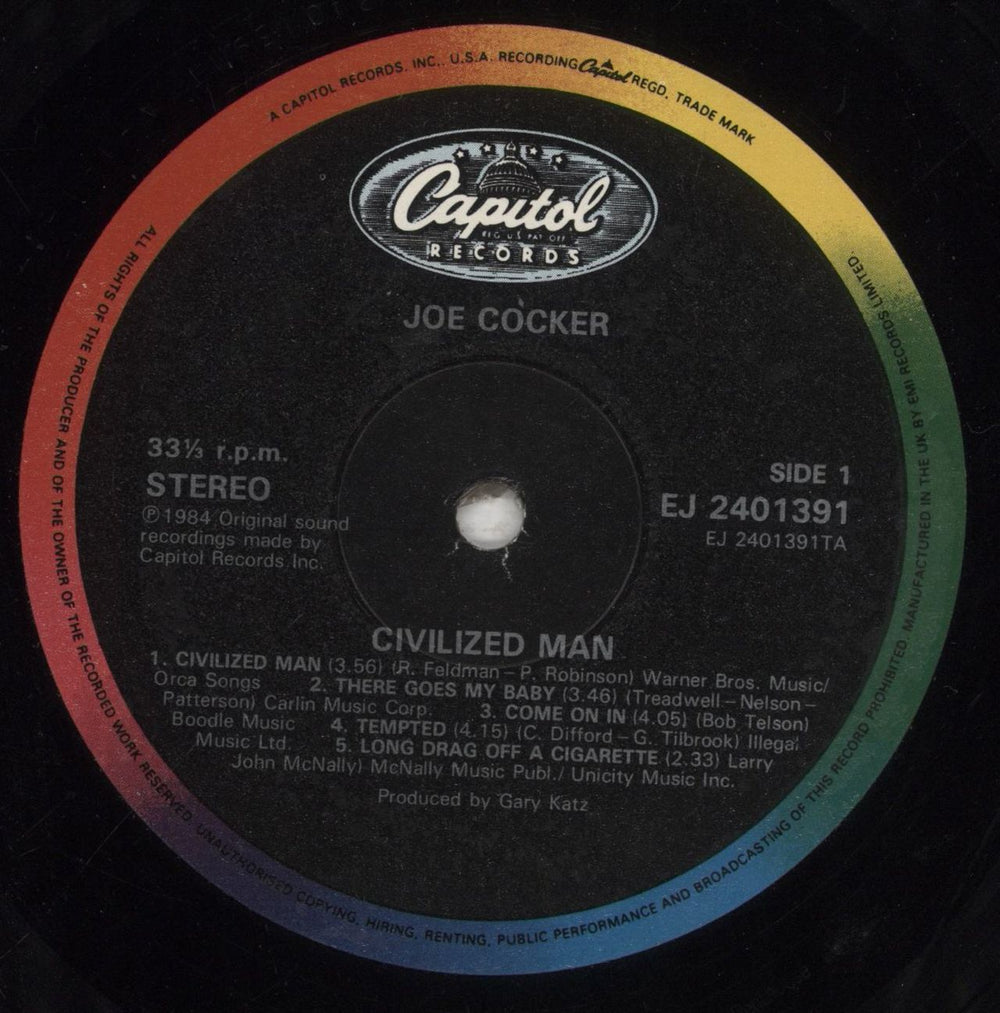 A CAPITOL RECORDS, INC., U.S.A. RECORDING Capitol REGD. TRADE MARK
Capitol
REG. U.S. PAT. OFF.
RECORDS
JOE COCKER
33⅓ r.p.m.
STEREO
℗1984 Original sound
recordings made by
Capitol Records Inc.
SIDE 1
EJ 2401391
EJ 2401391TA
CIVILIZED MAN
1. CIVILIZED MAN (3.56) (R. Feldman – P. Robinson) Warner Bros. Music/
Orca Songs 2. THERE GOES MY BABY (3.46) (Treadwell – Nelson –
Patterson) Carlin Music Corp. 3. COME ON IN (4.05) (Bob Telson)
Boodle Music 4. TEMPTED (4.15) (C. Difford – G. Tilbrook) Illegal
Music Ltd. 5. LONG DRAG OFF A CIGARETTE (2.33) Larry
John McNally) McNally Music Publ./ Unicity Music Inc.
Produced by Gary Katz
ALL RIGHTS OF THE PRODUCER AND OF THE OWNER OF THE RECORDED WORK RESERVED. UNAUTHORISED COPYING, HIRING, RENTING, PUBLIC PERFORMANCE AND BROADCASTING OF THIS RECORD PROHIBITED. MANUFACTURED IN THE UK BY EMI RECORDS LIMITED.